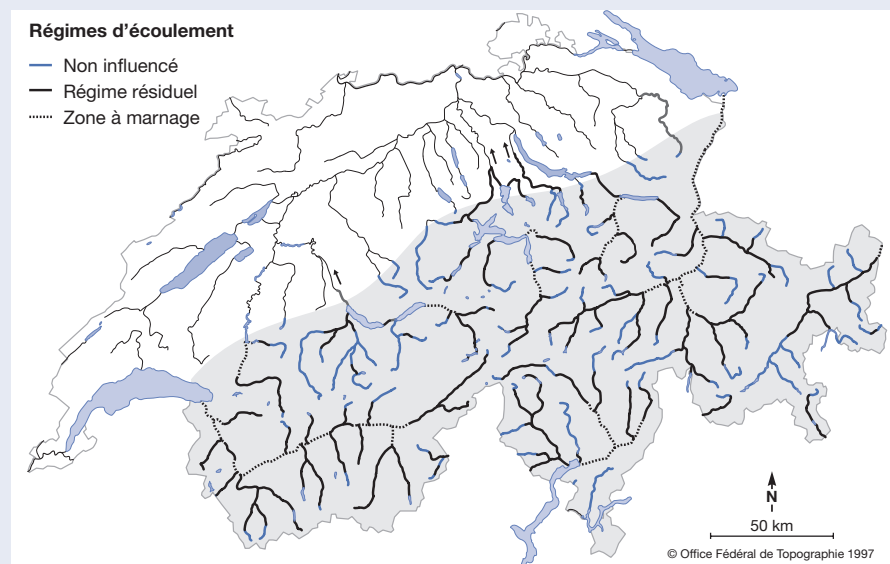 Régimes d'écoulement
Non influencé
Régime résiduel
Zone à marnage
N
50 km
© Office Fédéral de Topographie 1997